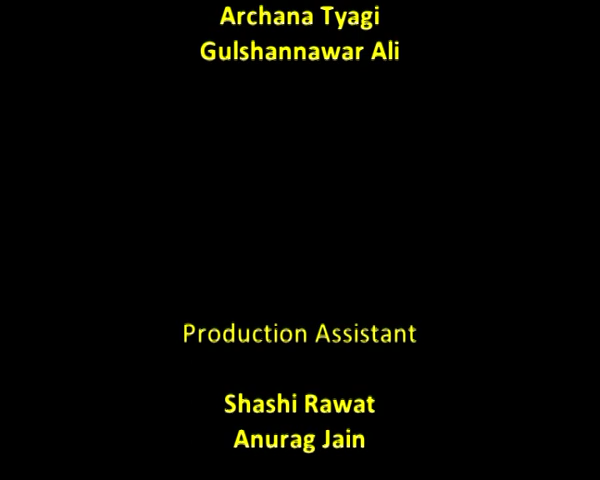 Archana Tyagi
Gulshannawar Ali
Production Assistant
Shashi Rawat
Anurag Jain